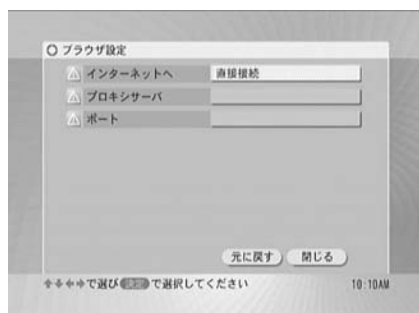 ブラウザ設定
インターネットへ 直接接続
プロキシサーバ
ポート
元に戻す 閉じる
で選び 決定 で選択してください 10:10AM